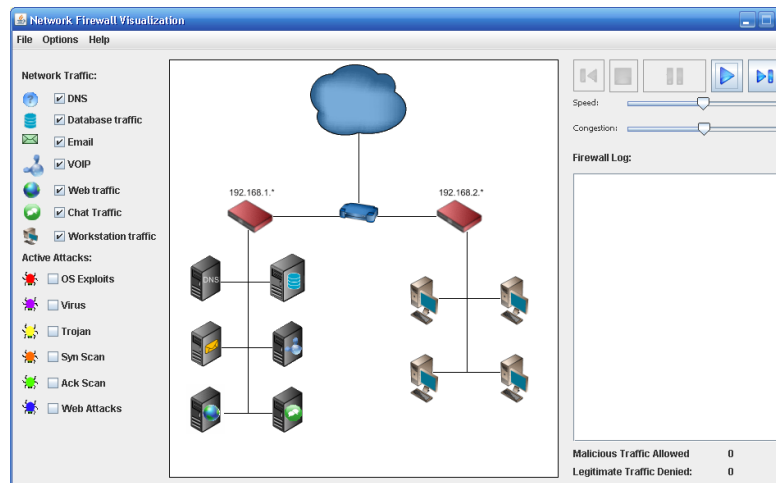 Network Firewall Visualization
File Options Help
Network Traffic:
DNS
Database traffic
Email
VOIP
Web traffic
Chat Traffic
Workstation traffic
Active Attacks:
OS Exploits
Virus
Trojan
Syn Scan
Ack Scan
Web Attacks
192.168.1.*
192.168.2.*
DNS
Speed:
Congestion:
Firewall Log:
Malicious Traffic Allowed 0
Legitimate Traffic Denied: 0